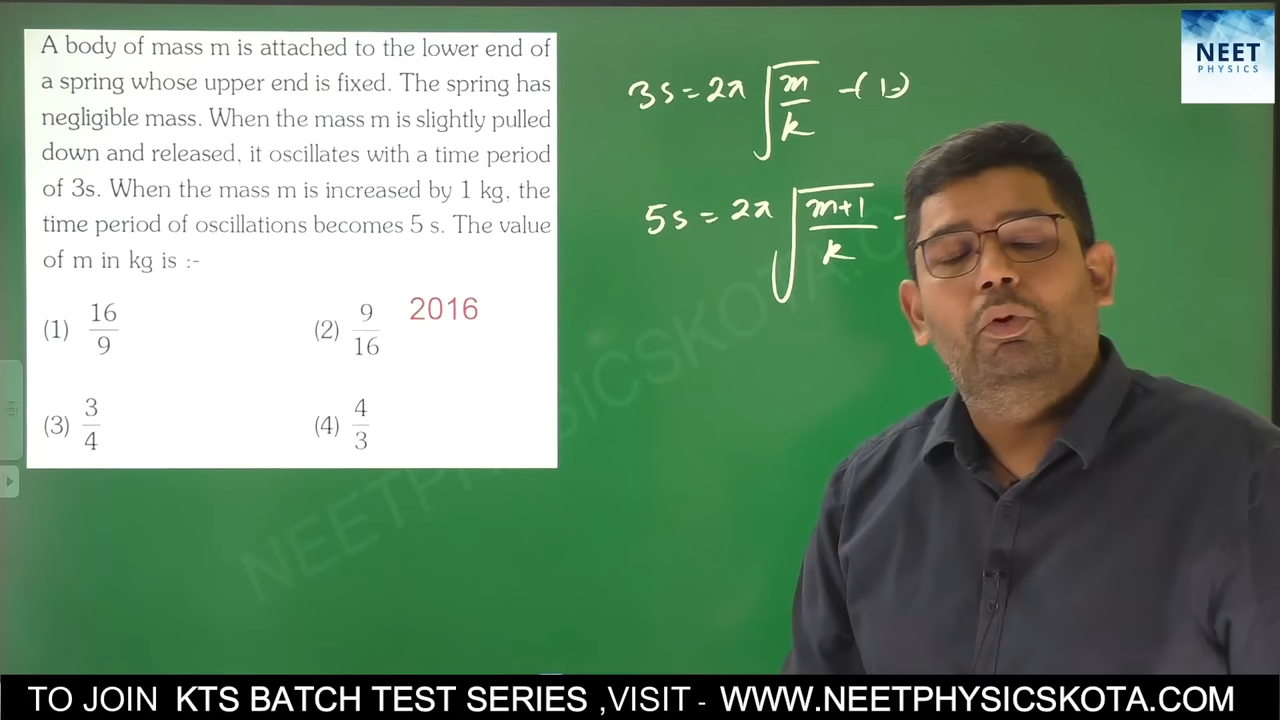 A body of mass m is attached to the lower end of
a spring whose upper end is fixed. The spring has
negligible mass. When the mass m is slightly pulled
down and released, it oscillates with a time period
of 3s. When the mass m is increased by 1 kg, the
time period of oscillations becomes 5 s. The value
of m in kg is :-
(1) 16/9 (2) 9/16 2016
(3) 3/4 (4) 4/3
3s = 2π √(m/k) -(1)
5s = 2π √(m+1/k) -
NEET
PHYSICS
NEETPHYSICSKOTA.C
TO JOIN KTS BATCH TEST SERIES ,VISIT - WWW.NEETPHYSICSKOTA.COM